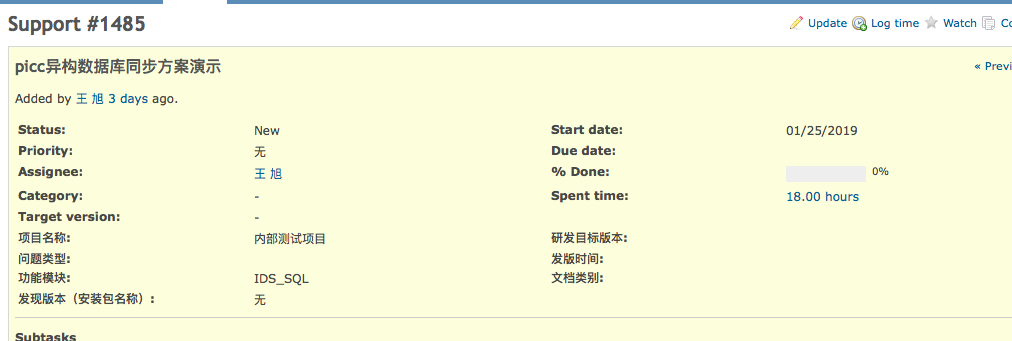 Support #1485
Update Log time Watch Co
picc异构数据库同步方案演示
« Previ
Added by 王 旭 3 days ago.
Status: New Start date: 01/25/2019
Priority: 无 Due date:
Assignee: 王 旭 % Done: 0%
Category: - Spent time: 18.00 hours
Target version: -
项目名称: 内部测试项目 研发目标版本:
问题类型: 发版时间:
功能模块: IDS_SQL 文档类别:
发现版本（安装包名称）: 无
Subtasks